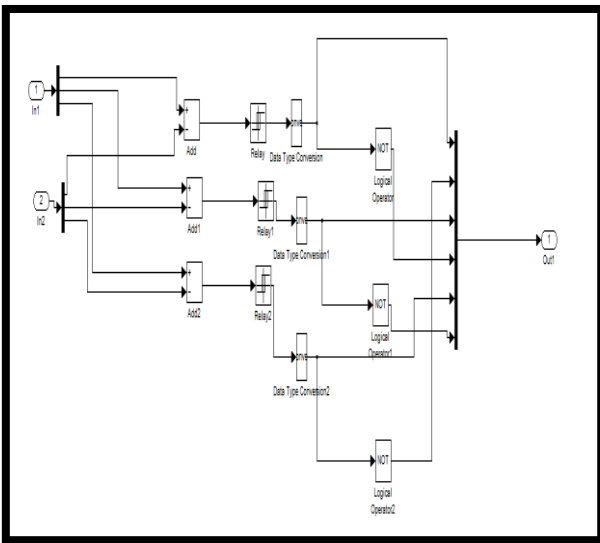 1
In1
2
In2
+
−
Add
Relay
Data Type Conversion
NOT
Logical
Operator
+
−
Add1
Relay1
Data Type Conversion1
+
−
Add2
Relay2
NOT
Logical
Operator1
Data Type Conversion2
NOT
Logical
Operator2
1
Out1